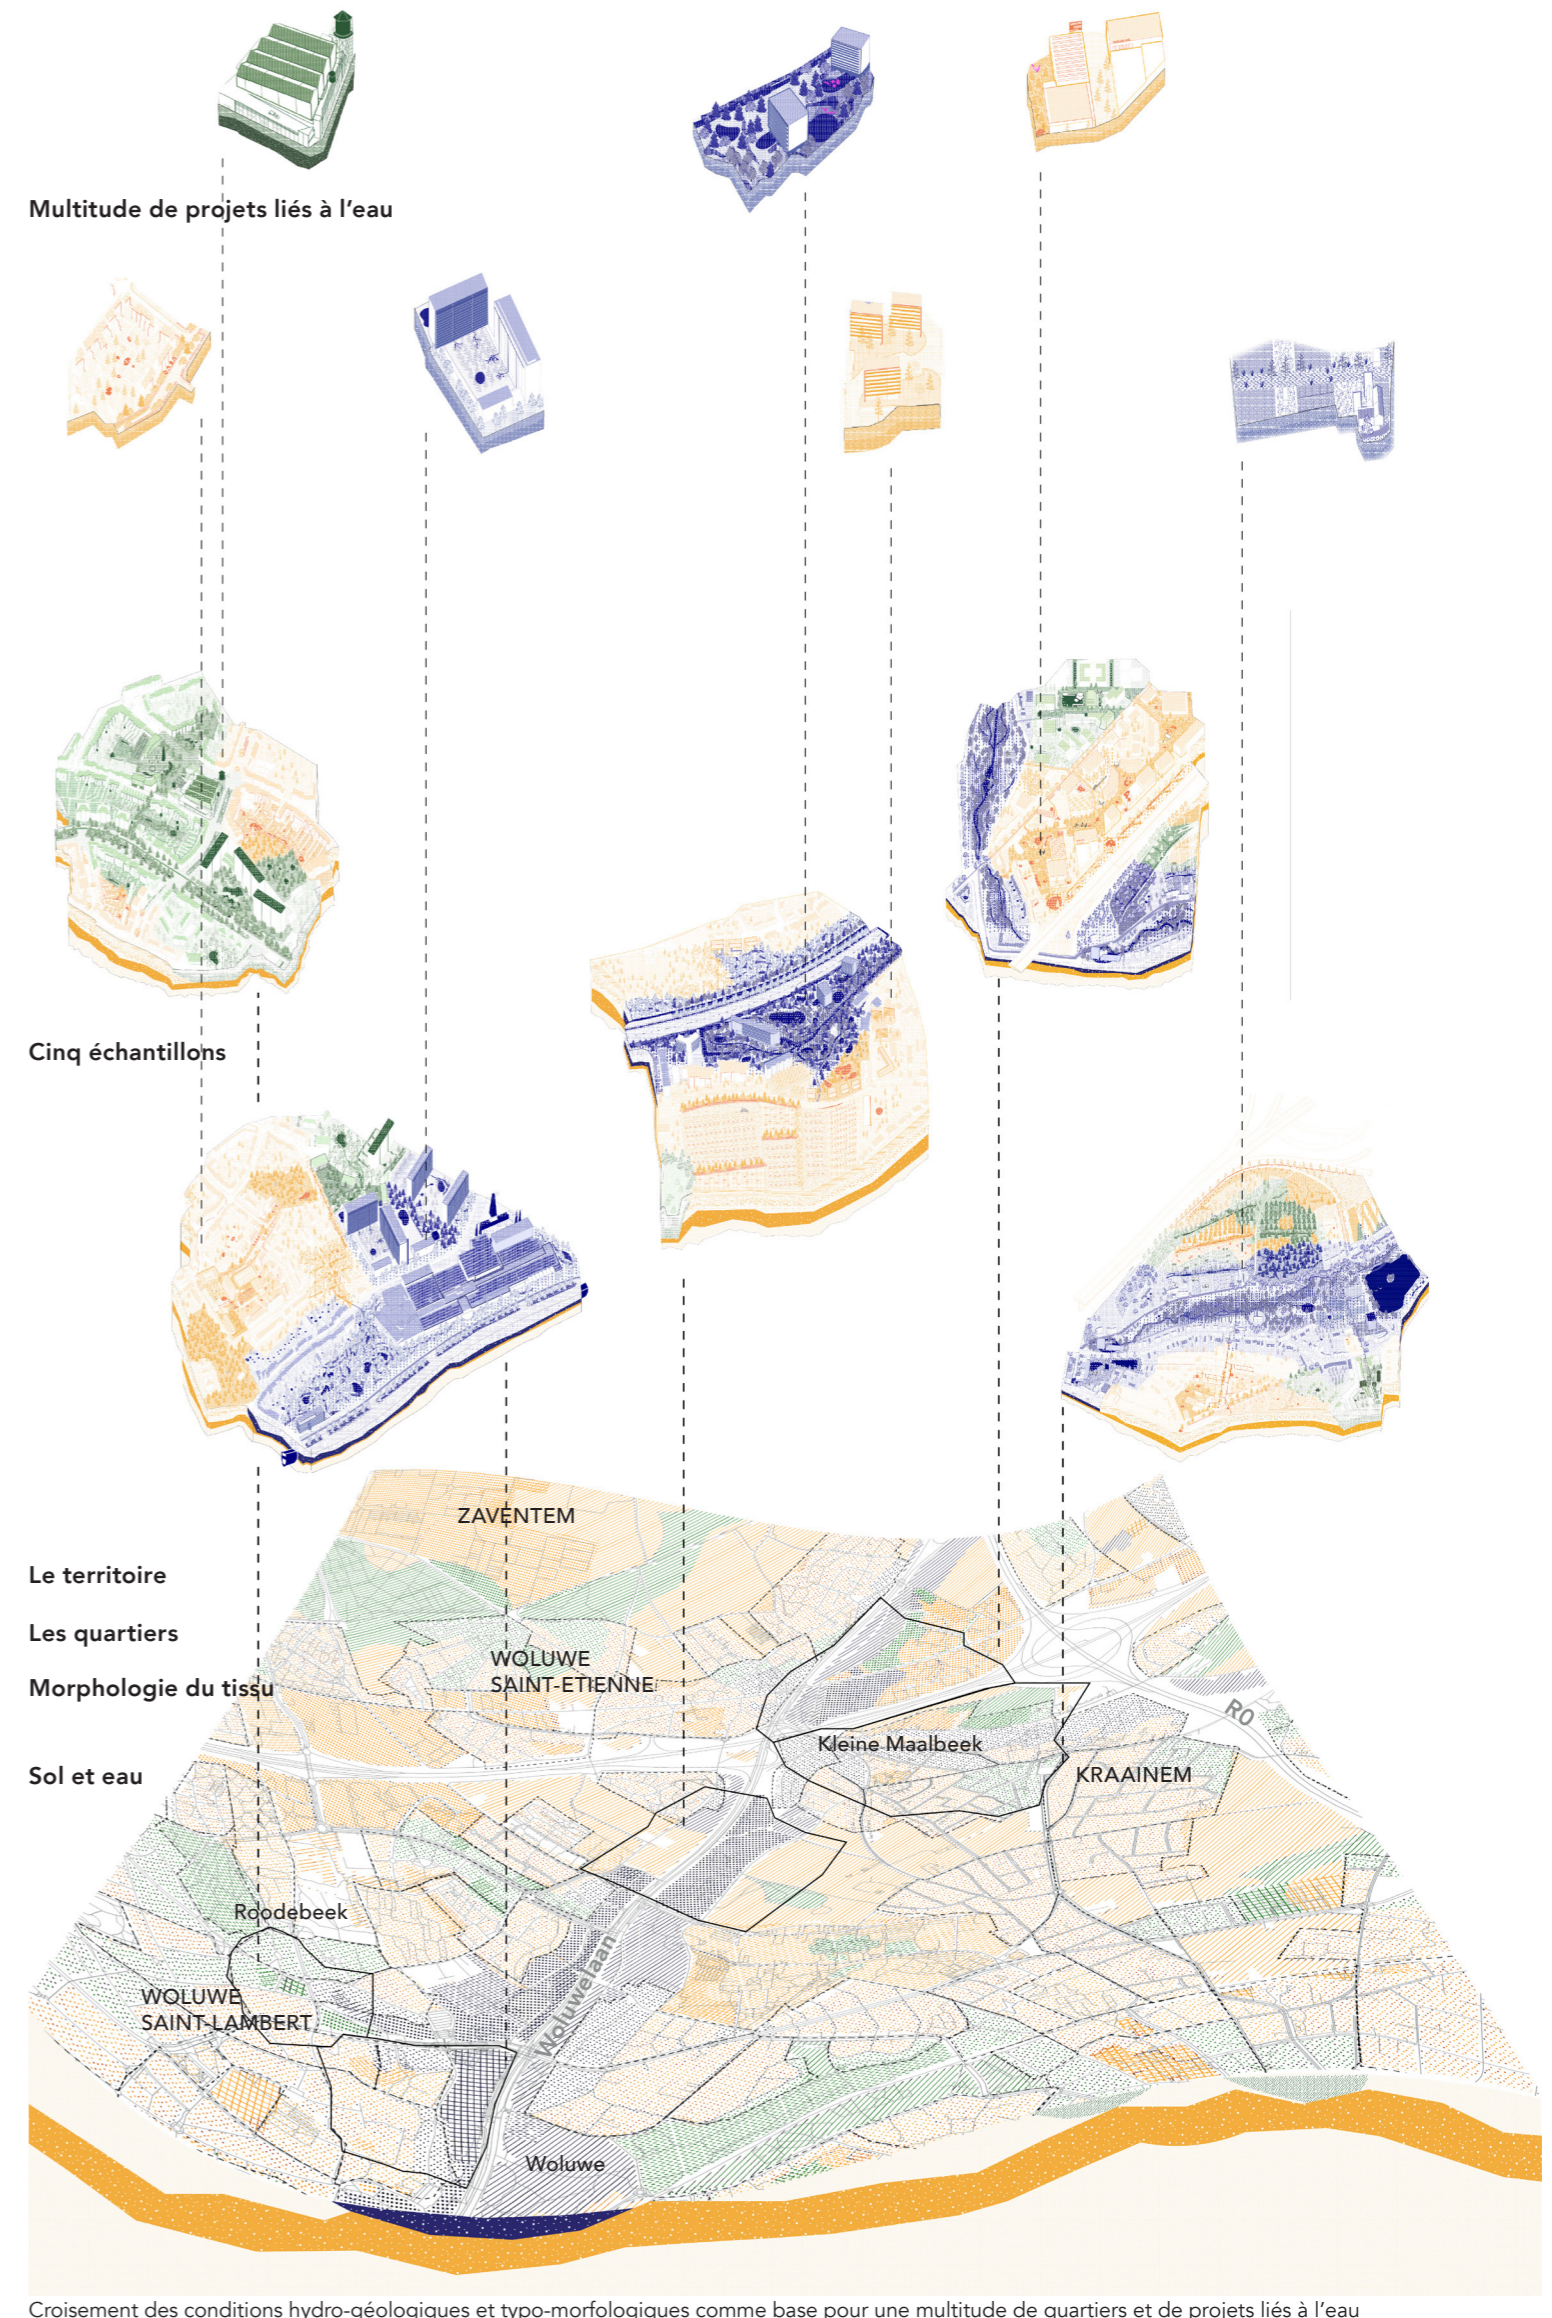 Multitude de projets liés à l’eau
Cinq échantillons
ZAVENTEM
Le territoire
Les quartiers
WOLUWE
SAINT-ETIENNE
Morphologie du tissu
R0
Kleine Maalbeek
Sol et eau
KRAAINEM
Roodebeek
Woluwelaan
WOLUWE
SAINT-LAMBERT
Woluwe
Croisement des conditions hydro-géologiques et typo-morfologiques comme base pour une multitude de quartiers et de projets liés à l’eau